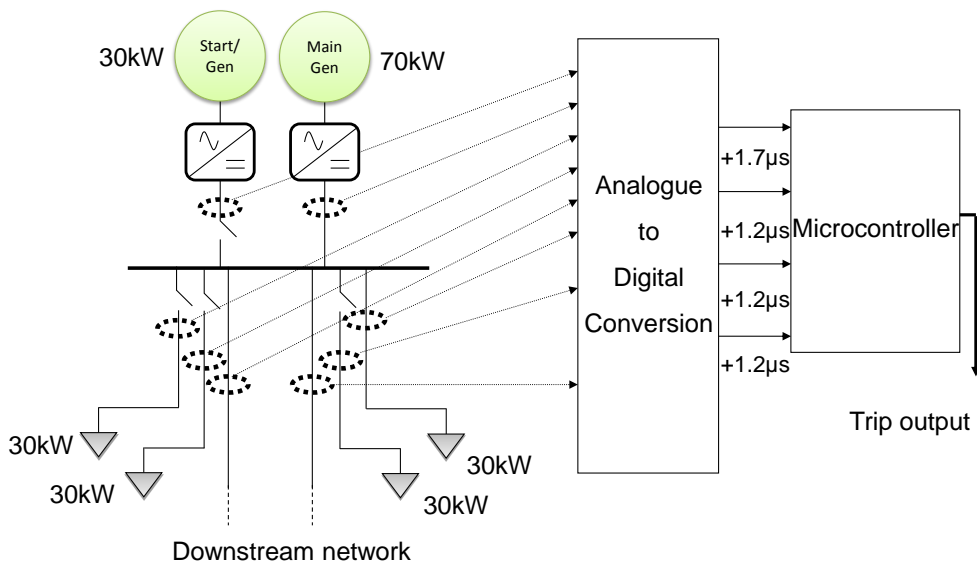 30kW
Start/
Gen
Main
Gen
70kW
Analogue
to
Digital
Conversion
+1.7µs
+1.2µs
+1.2µs
+1.2µs
Microcontroller
Trip output
30kW
30kW
30kW
30kW
Downstream network